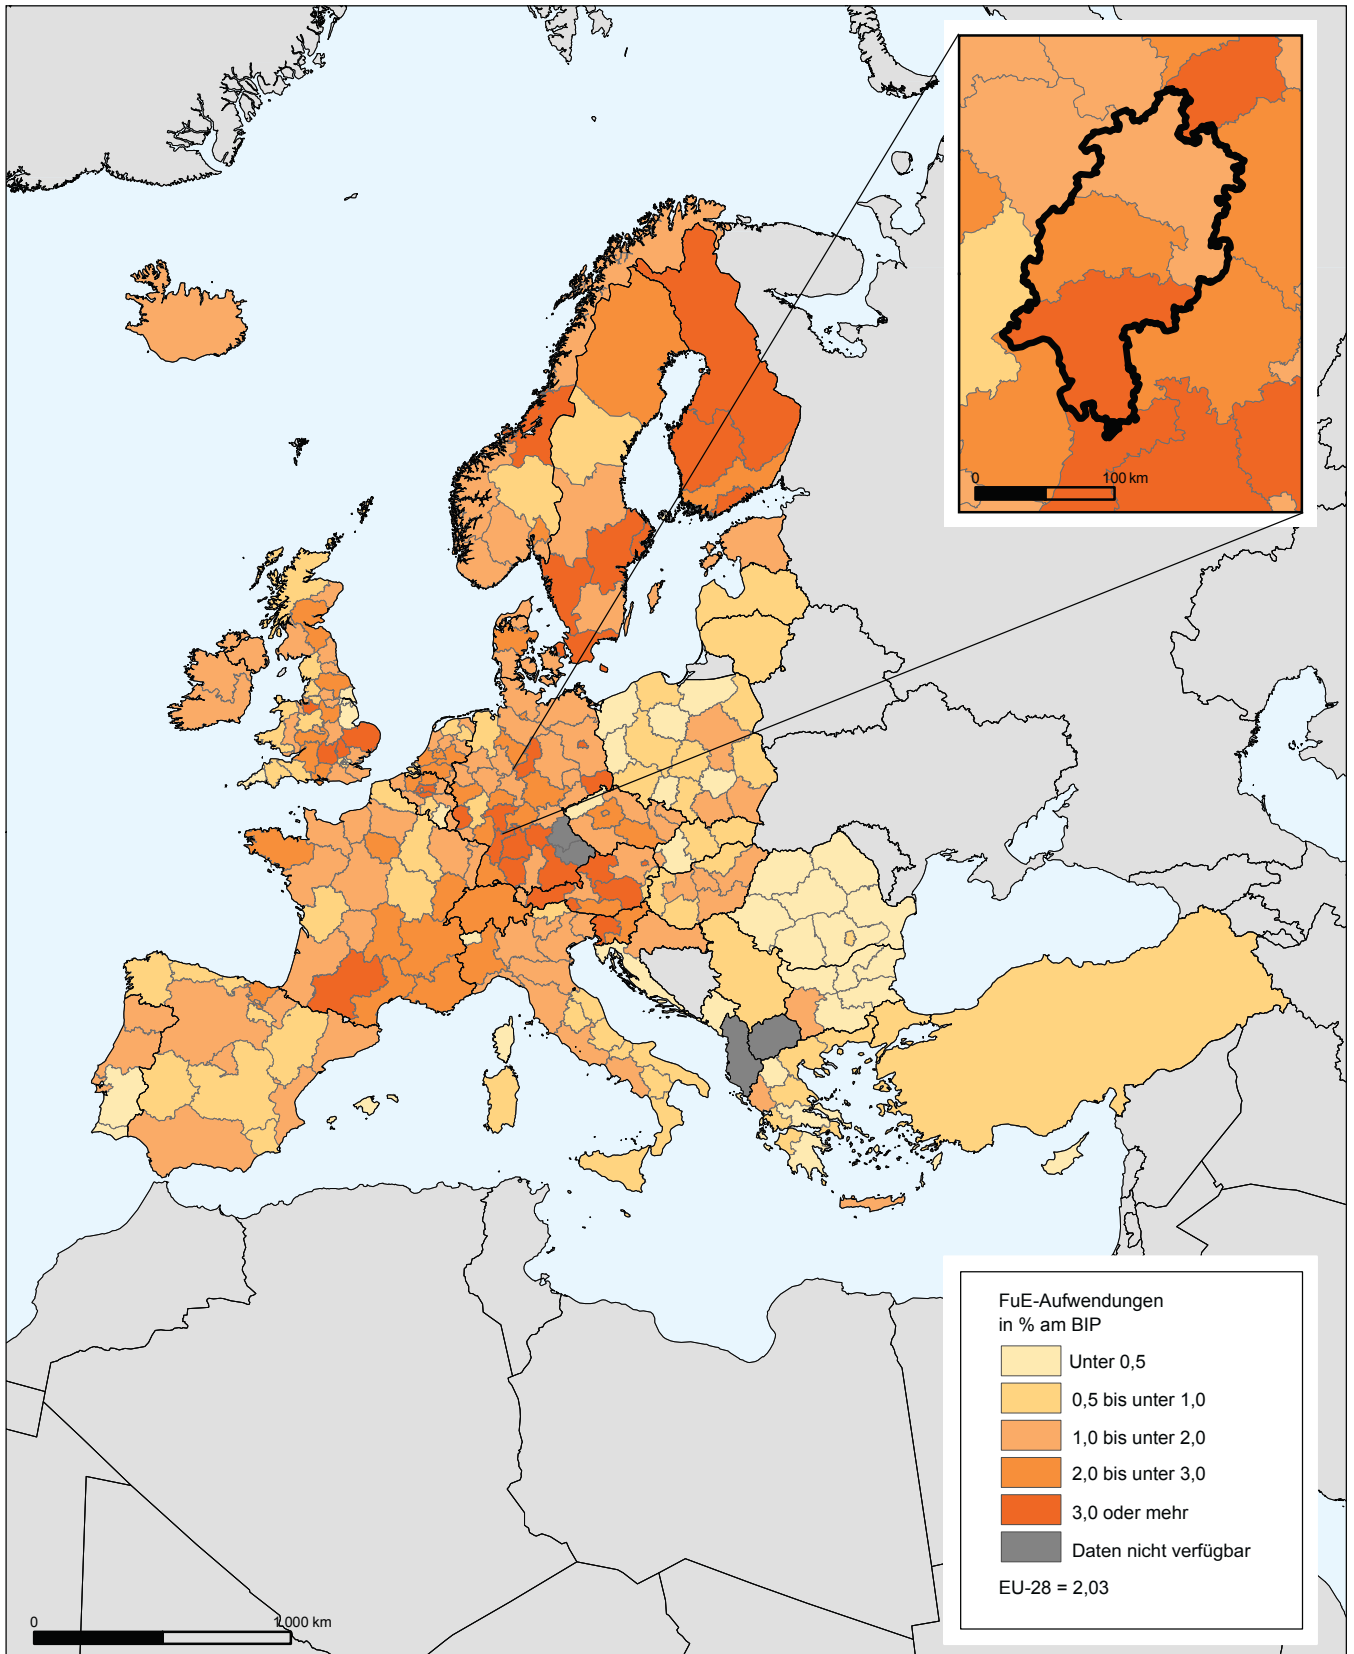 0
100 km
FuE-Aufwendungen
in % am BIP
Unter 0,5
0,5 bis unter 1,0
1,0 bis unter 2,0
2,0 bis unter 3,0
3,0 oder mehr
Daten nicht verfügbar
EU-28 = 2,03
0
1 000 km